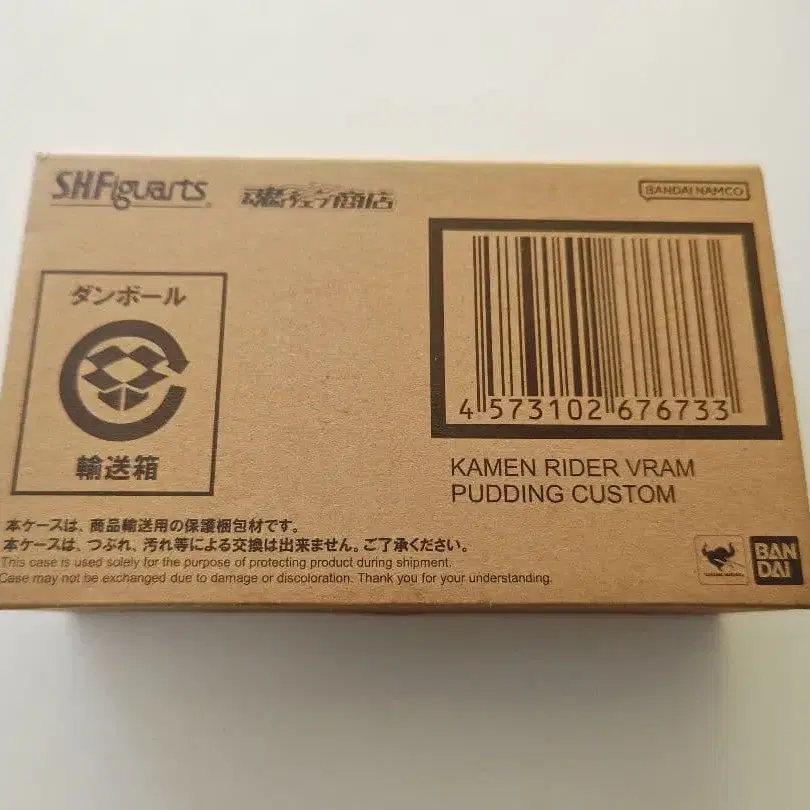 S.H.Figuarts
魂ウェブ商店
BANDAI NAMCO
ダンボール
輸送箱
4 573102 676733
KAMEN RIDER VRAM
PUDDING CUSTOM
本ケースは、商品輸送用の保護梱包材です。
本ケースは、つぶれ、汚れ等による交換は出来ません。ご了承ください。
This case is used solely for the purpose of protecting product during shipment.
Case may not be exchanged due to damage or discoloration. Thank you for your understanding.
BAN
DAI